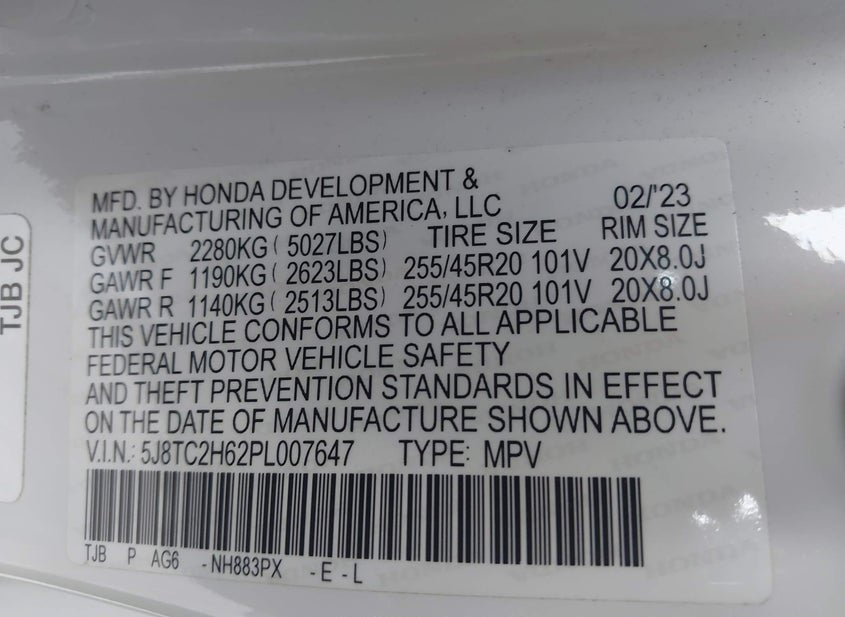 MFD. BY HONDA DEVELOPMENT &
MANUFACTURING OF AMERICA, LLC 02/'23
GVWR 2280KG ( 5027LBS ) TIRE SIZE RIM SIZE
GAWR F 1190KG ( 2623LBS ) 255/45R20 101V 20X8.0J
GAWR R 1140KG ( 2513LBS ) 255/45R20 101V 20X8.0J
THIS VEHICLE CONFORMS TO ALL APPLICABLE
FEDERAL MOTOR VEHICLE SAFETY
AND THEFT PREVENTION STANDARDS IN EFFECT
ON THE DATE OF MANUFACTURE SHOWN ABOVE.
V.I.N.: 5J8TC2H62PL007647 TYPE: MPV
TJB P AG6 -NH883PX -E-L
TJB JC